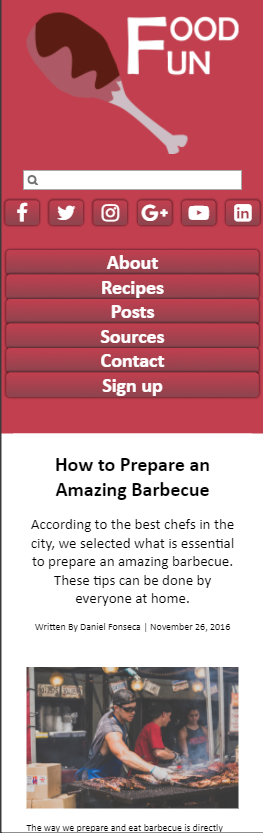 FOOD
FUN
G+
in
About
Recipes
Posts
Sources
Contact
Sign up
How to Prepare an
Amazing Barbecue
According to the best chefs in the
city, we selected what is essential
to prepare an amazing barbecue.
These tips can be done by
everyone at home.
Written By Daniel Fonseca | November 26, 2016
The way we prepare and eat barbecue is directly